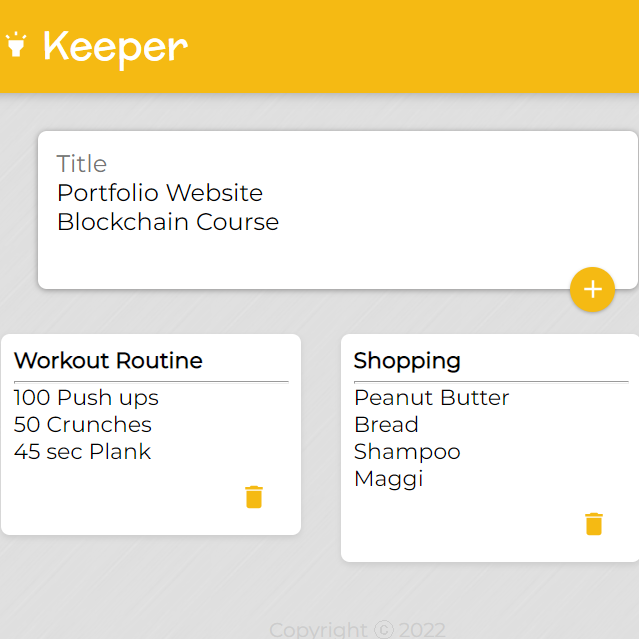 Keeper
Title
Portfolio Website
Blockchain Course
Workout Routine
100 Push ups
50 Crunches
45 sec Plank
Shopping
Peanut Butter
Bread
Shampoo
Maggi
Copyright ⓒ 2022